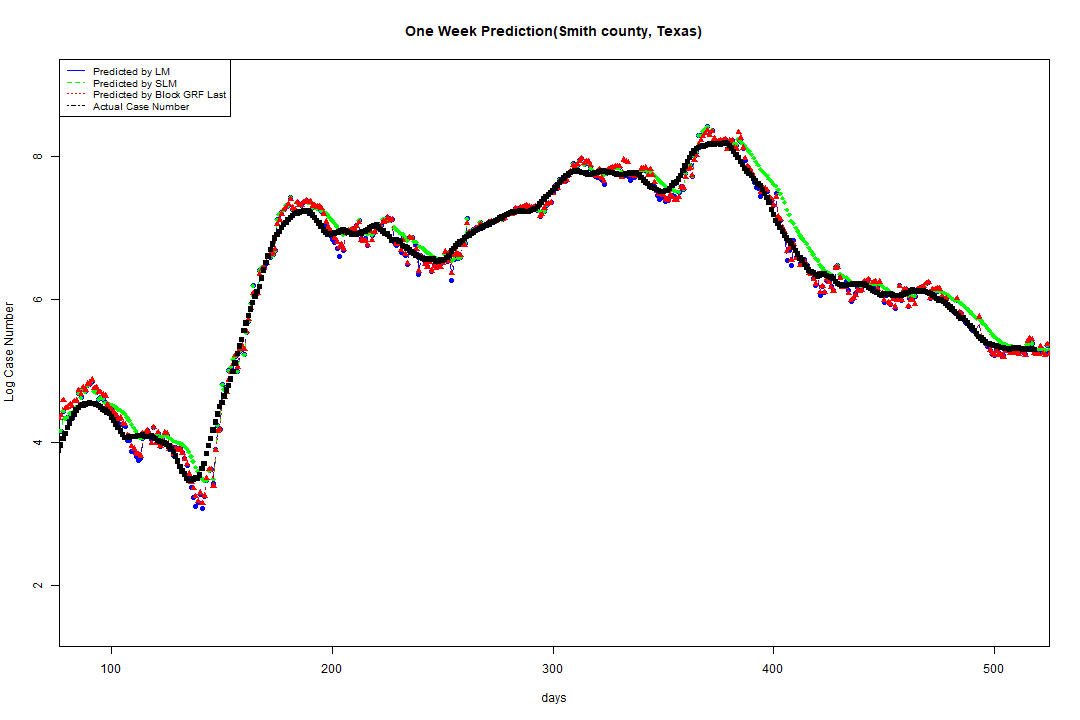 One Week Prediction(Smith county, Texas)
Predicted by LM
Predicted by SLM
Predicted by Block GRF Last
Actual Case Number
8
6
4
2
Log Case Number
100 200 300 400 500
days